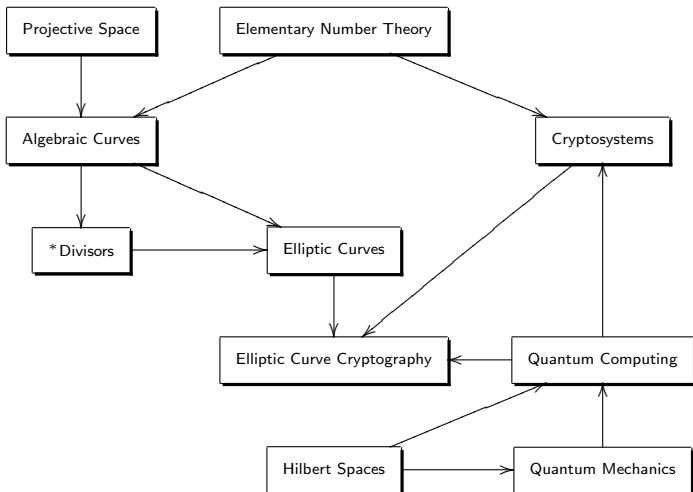 Projective Space
Elementary Number Theory
Algebraic Curves
Cryptosystems
*Divisors
Elliptic Curves
Elliptic Curve Cryptography
Quantum Computing
Hilbert Spaces
Quantum Mechanics